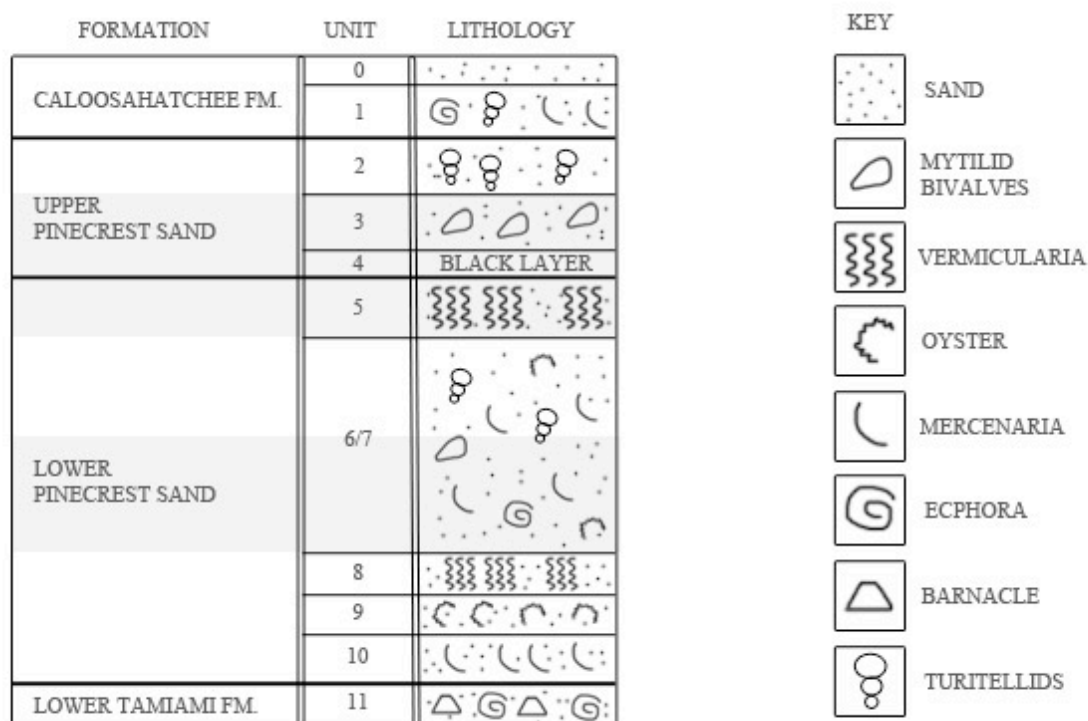 FORMATION UNIT LITHOLOGY
CALOOSAHATCHEE FM.
0
1
UPPER
PINECREST SAND
2
3
4 BLACK LAYER
LOWER
PINECREST SAND
5
6/7
8
9
10
LOWER TAMIAMI FM. 11
KEY
SAND
MYTILID
BIVALVES
VERMICULARIA
OYSTER
MERCENARIA
ECPHORA
BARNACLE
TURITELLIDS